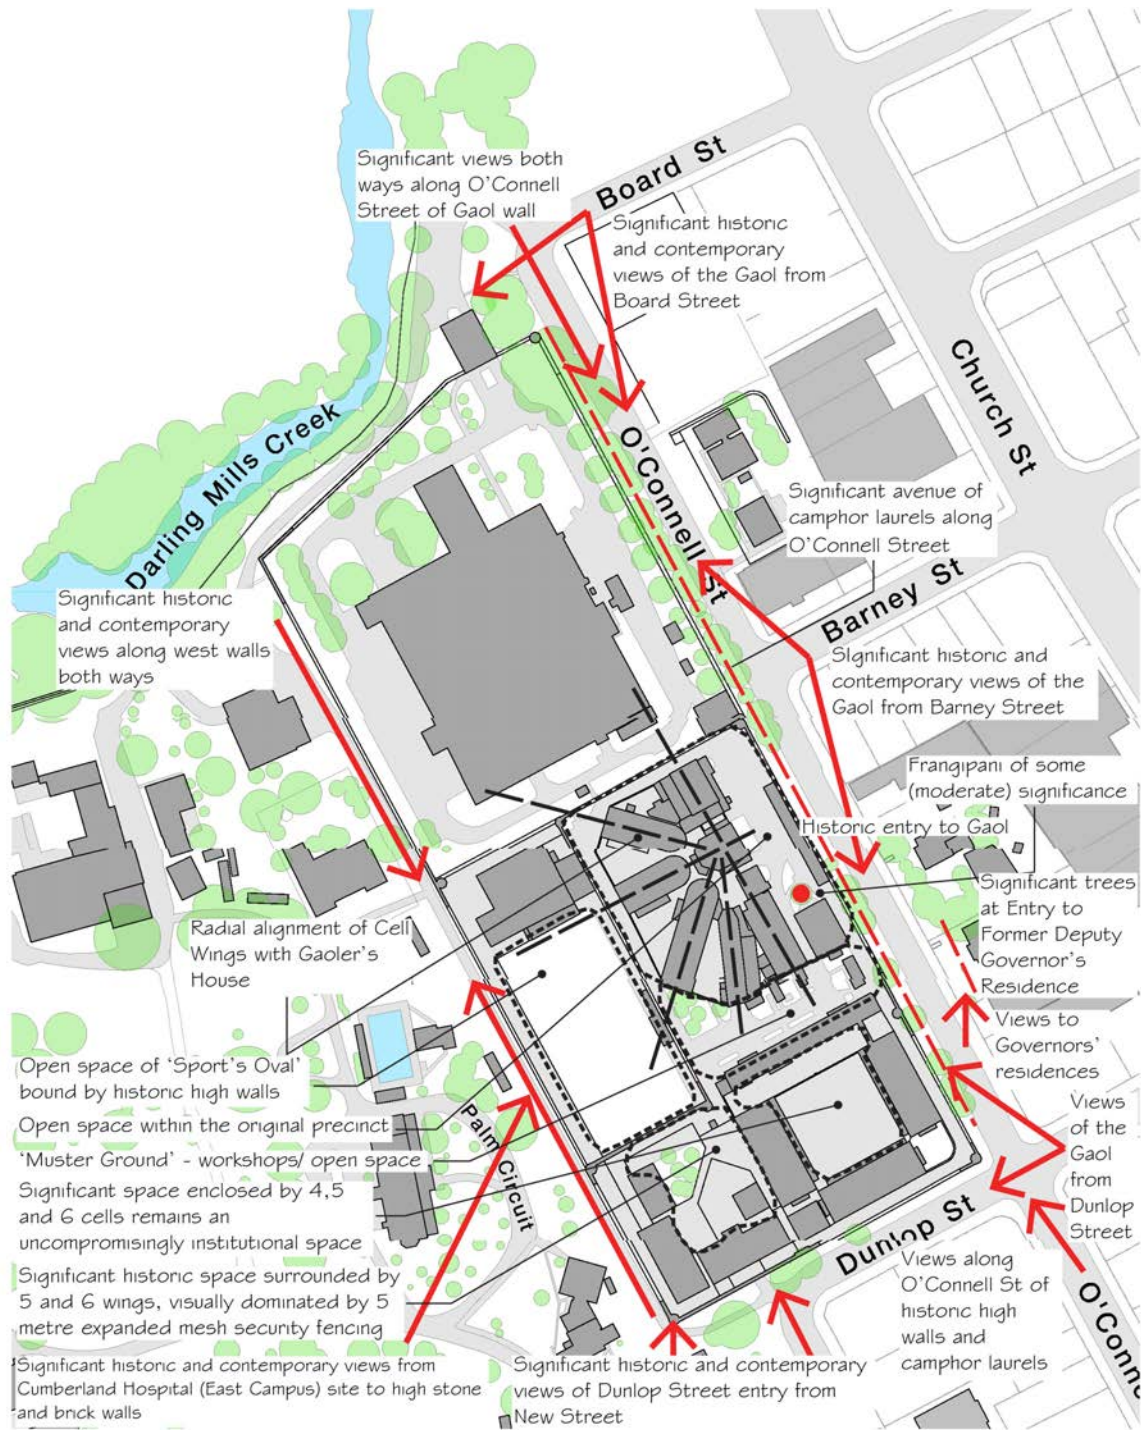 Significant views both
ways along O'Connell
Street of Gaol wall
Board St
Significant historic
and contemporary
views of the Gaol from
Board Street
Church St
Darling Mills Creek
O'Connell St
Significant avenue of
camphor laurels along
O'Connell Street
Barney St
Significant historic
and contemporary
views along west walls
both ways
SIgnificant historic and
contemporary views of the
Gaol from Barney Street
Frangipani of some
(moderate) significance
Historic entry to Gaol
Significant trees
at Entry to
Former Deputy
Governor's
Residence
Radial alignment of Cell
Wings with Gaoler's
House
Views to
Governors'
residences
Open space of 'Sport's Oval'
bound by historic high walls
Open space within the original precinct
'Muster Ground' - workshops/ open space
Significant space enclosed by 4,5
and 6 cells remains an
uncompromisingly institutional space
Significant historic space surrounded by
5 and 6 wings, visually dominated by 5
metre expanded mesh security fencing
Palm Circuit
Views
of the
Gaol
from
Dunlop
Street
Dunlop St
Views along
O'Connell St of
historic high
walls and
camphor laurels
O'Conne
Significant historic and contemporary views from
Cumberland Hospital (East Campus) site to high stone
and brick walls
Significant historic and contemporary
views of Dunlop Street entry from
New Street